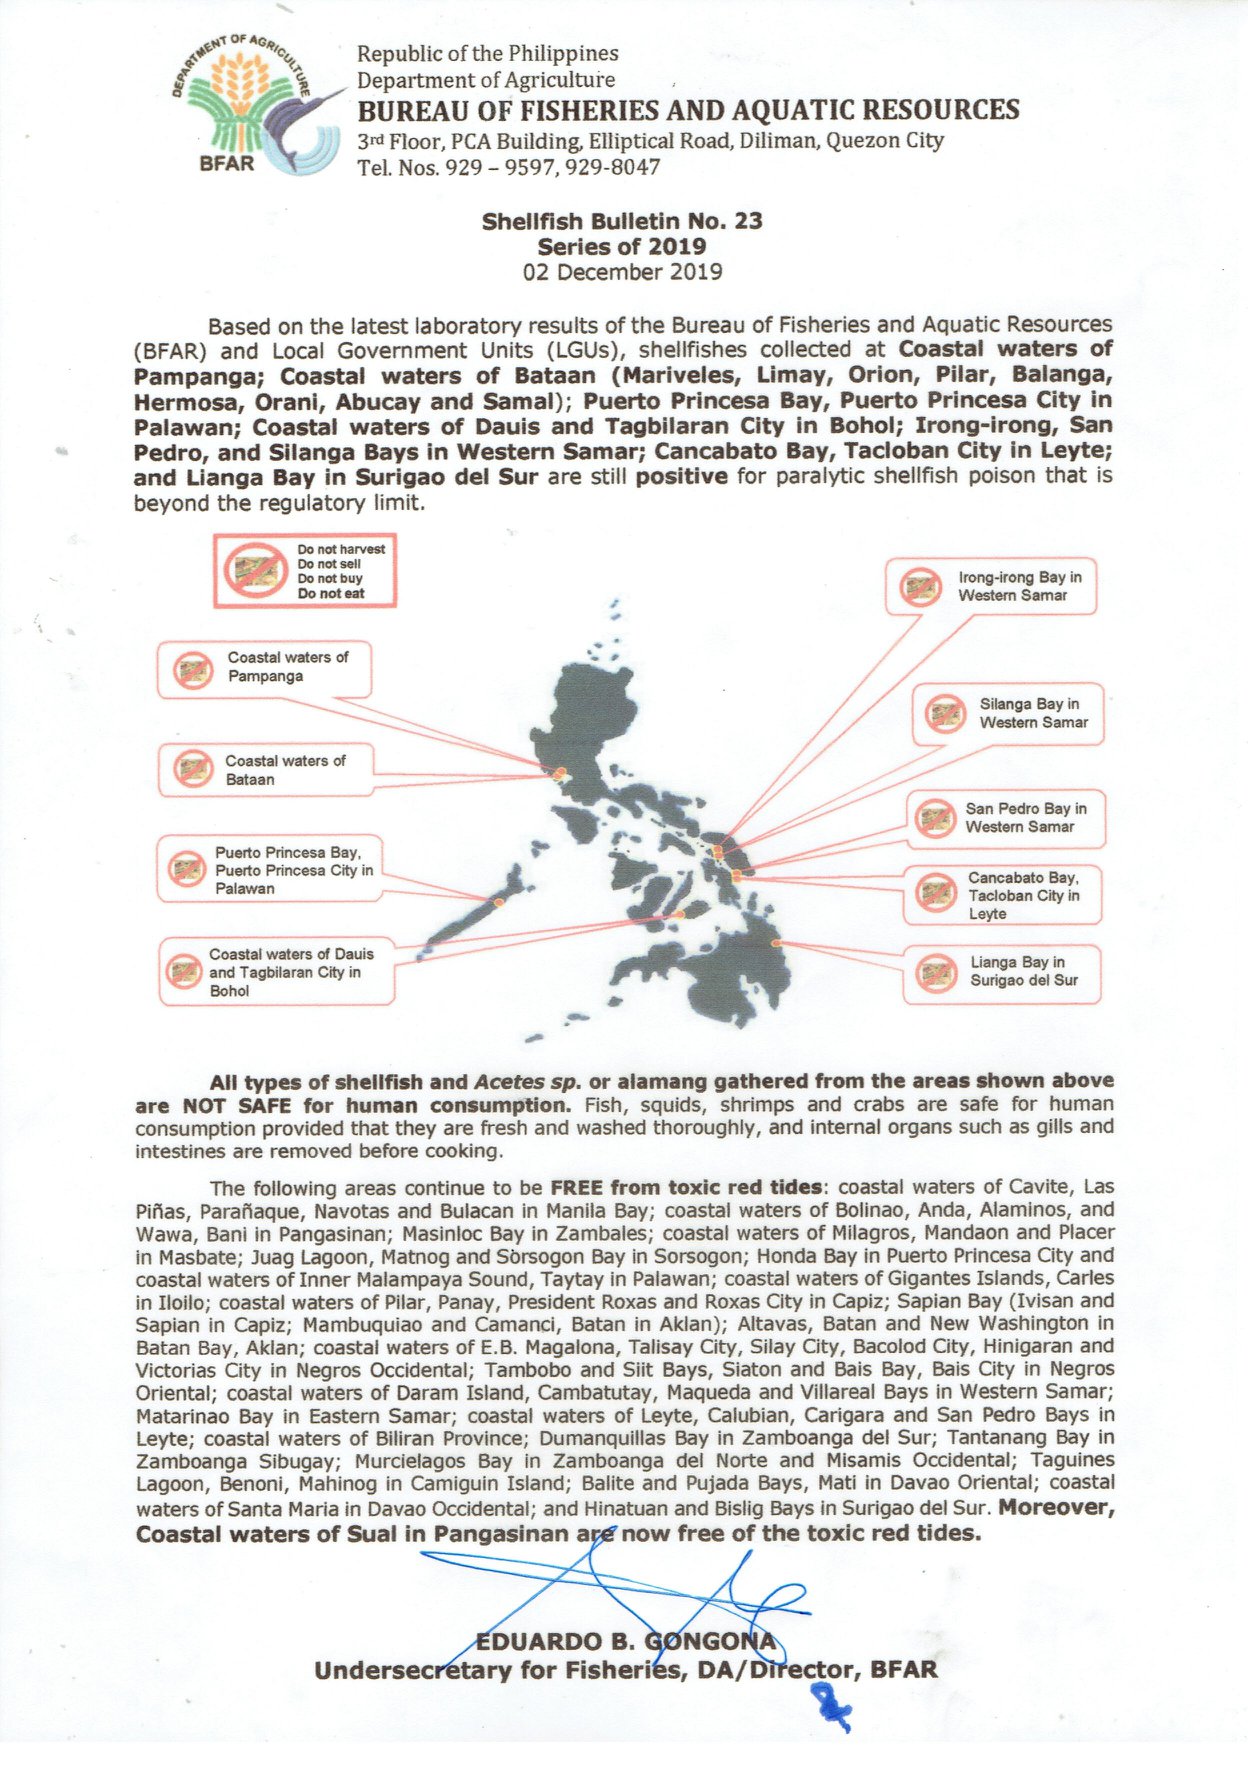 DEPARTMENT OF AGRICULTURE
BFAR
Republic of the Philippines
Department of Agriculture
BUREAU OF FISHERIES AND AQUATIC RESOURCES
3rd Floor, PCA Building, Elliptical Road, Diliman, Quezon City
Tel. Nos. 929 – 9597, 929-8047
Shellfish Bulletin No. 23
Series of 2019
02 December 2019
Based on the latest laboratory results of the Bureau of Fisheries and Aquatic Resources
(BFAR) and Local Government Units (LGUs), shellfishes collected at Coastal waters of
Pampanga; Coastal waters of Bataan (Mariveles, Limay, Orion, Pilar, Balanga,
Hermosa, Orani, Abucay and Samal); Puerto Princesa Bay, Puerto Princesa City in
Palawan; Coastal waters of Dauis and Tagbilaran City in Bohol; Irong-irong, San
Pedro, and Silanga Bays in Western Samar; Cancabato Bay, Tacloban City in Leyte;
and Lianga Bay in Surigao del Sur are still positive for paralytic shellfish poison that is
beyond the regulatory limit.
Do not harvest
Do not sell
Do not buy
Do not eat
Coastal waters of
Pampanga
Coastal waters of
Bataan
Puerto Princesa Bay,
Puerto Princesa City in
Palawan
Coastal waters of Dauis
and Tagbilaran City in
Bohol
Irong-irong Bay in
Western Samar
Silanga Bay in
Western Samar
San Pedro Bay in
Western Samar
Cancabato Bay,
Tacloban City in
Leyte
Lianga Bay in
Surigao del Sur
All types of shellfish and Acetes sp. or alamang gathered from the areas shown above
are NOT SAFE for human consumption. Fish, squids, shrimps and crabs are safe for human
consumption provided that they are fresh and washed thoroughly, and internal organs such as gills and
intestines are removed before cooking.
The following areas continue to be FREE from toxic red tides: coastal waters of Cavite, Las
Piñas, Parañaque, Navotas and Bulacan in Manila Bay; coastal waters of Bolinao, Anda, Alaminos, and
Wawa, Bani in Pangasinan; Masinloc Bay in Zambales; coastal waters of Milagros, Mandaon and Placer
in Masbate; Juag Lagoon, Matnog and Sorsogon Bay in Sorsogon; Honda Bay in Puerto Princesa City and
coastal waters of Inner Malampaya Sound, Taytay in Palawan; coastal waters of Gigantes Islands, Carles
in Iloilo; coastal waters of Pilar, Panay, President Roxas and Roxas City in Capiz; Sapian Bay (Ivisan and
Sapian in Capiz; Mambuquiao and Camanci, Batan in Aklan); Altavas, Batan and New Washington in
Batan Bay, Aklan; coastal waters of E.B. Magalona, Talisay City, Silay City, Bacolod City, Hinigaran and
Victorias City in Negros Occidental; Tambobo and Siit Bays, Siaton and Bais Bay, Bais City in Negros
Oriental; coastal waters of Daram Island, Cambatutay, Maqueda and Villareal Bays in Western Samar;
Matarinao Bay in Eastern Samar; coastal waters of Leyte, Calubian, Carigara and San Pedro Bays in
Leyte; coastal waters of Biliran Province; Dumanquillas Bay in Zamboanga del Sur; Tantanang Bay in
Zamboanga Sibugay; Murcielagos Bay in Zamboanga del Norte and Misamis Occidental; Taguines
Lagoon, Benoni, Mahinog in Camiguin Island; Balite and Pujada Bays, Mati in Davao Oriental; coastal
waters of Santa Maria in Davao Occidental; and Hinatuan and Bislig Bays in Surigao del Sur. Moreover,
Coastal waters of Sual in Pangasinan are now free of the toxic red tides.
EDUARDO B. GONGONA
Undersecretary for Fisheries, DA/Director, BFAR